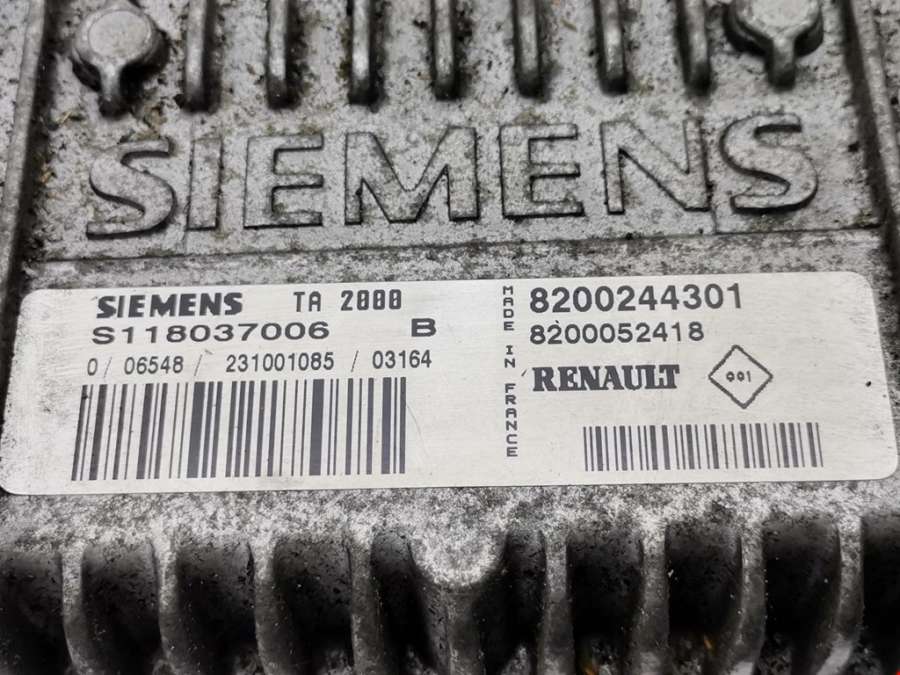 SIEMENS
SIEMENS TA 2000
S118037006 B
0/ 06548 / 231001085 / 03164
MADE IN FRANCE
8200244301
8200052418
RENAULT 001